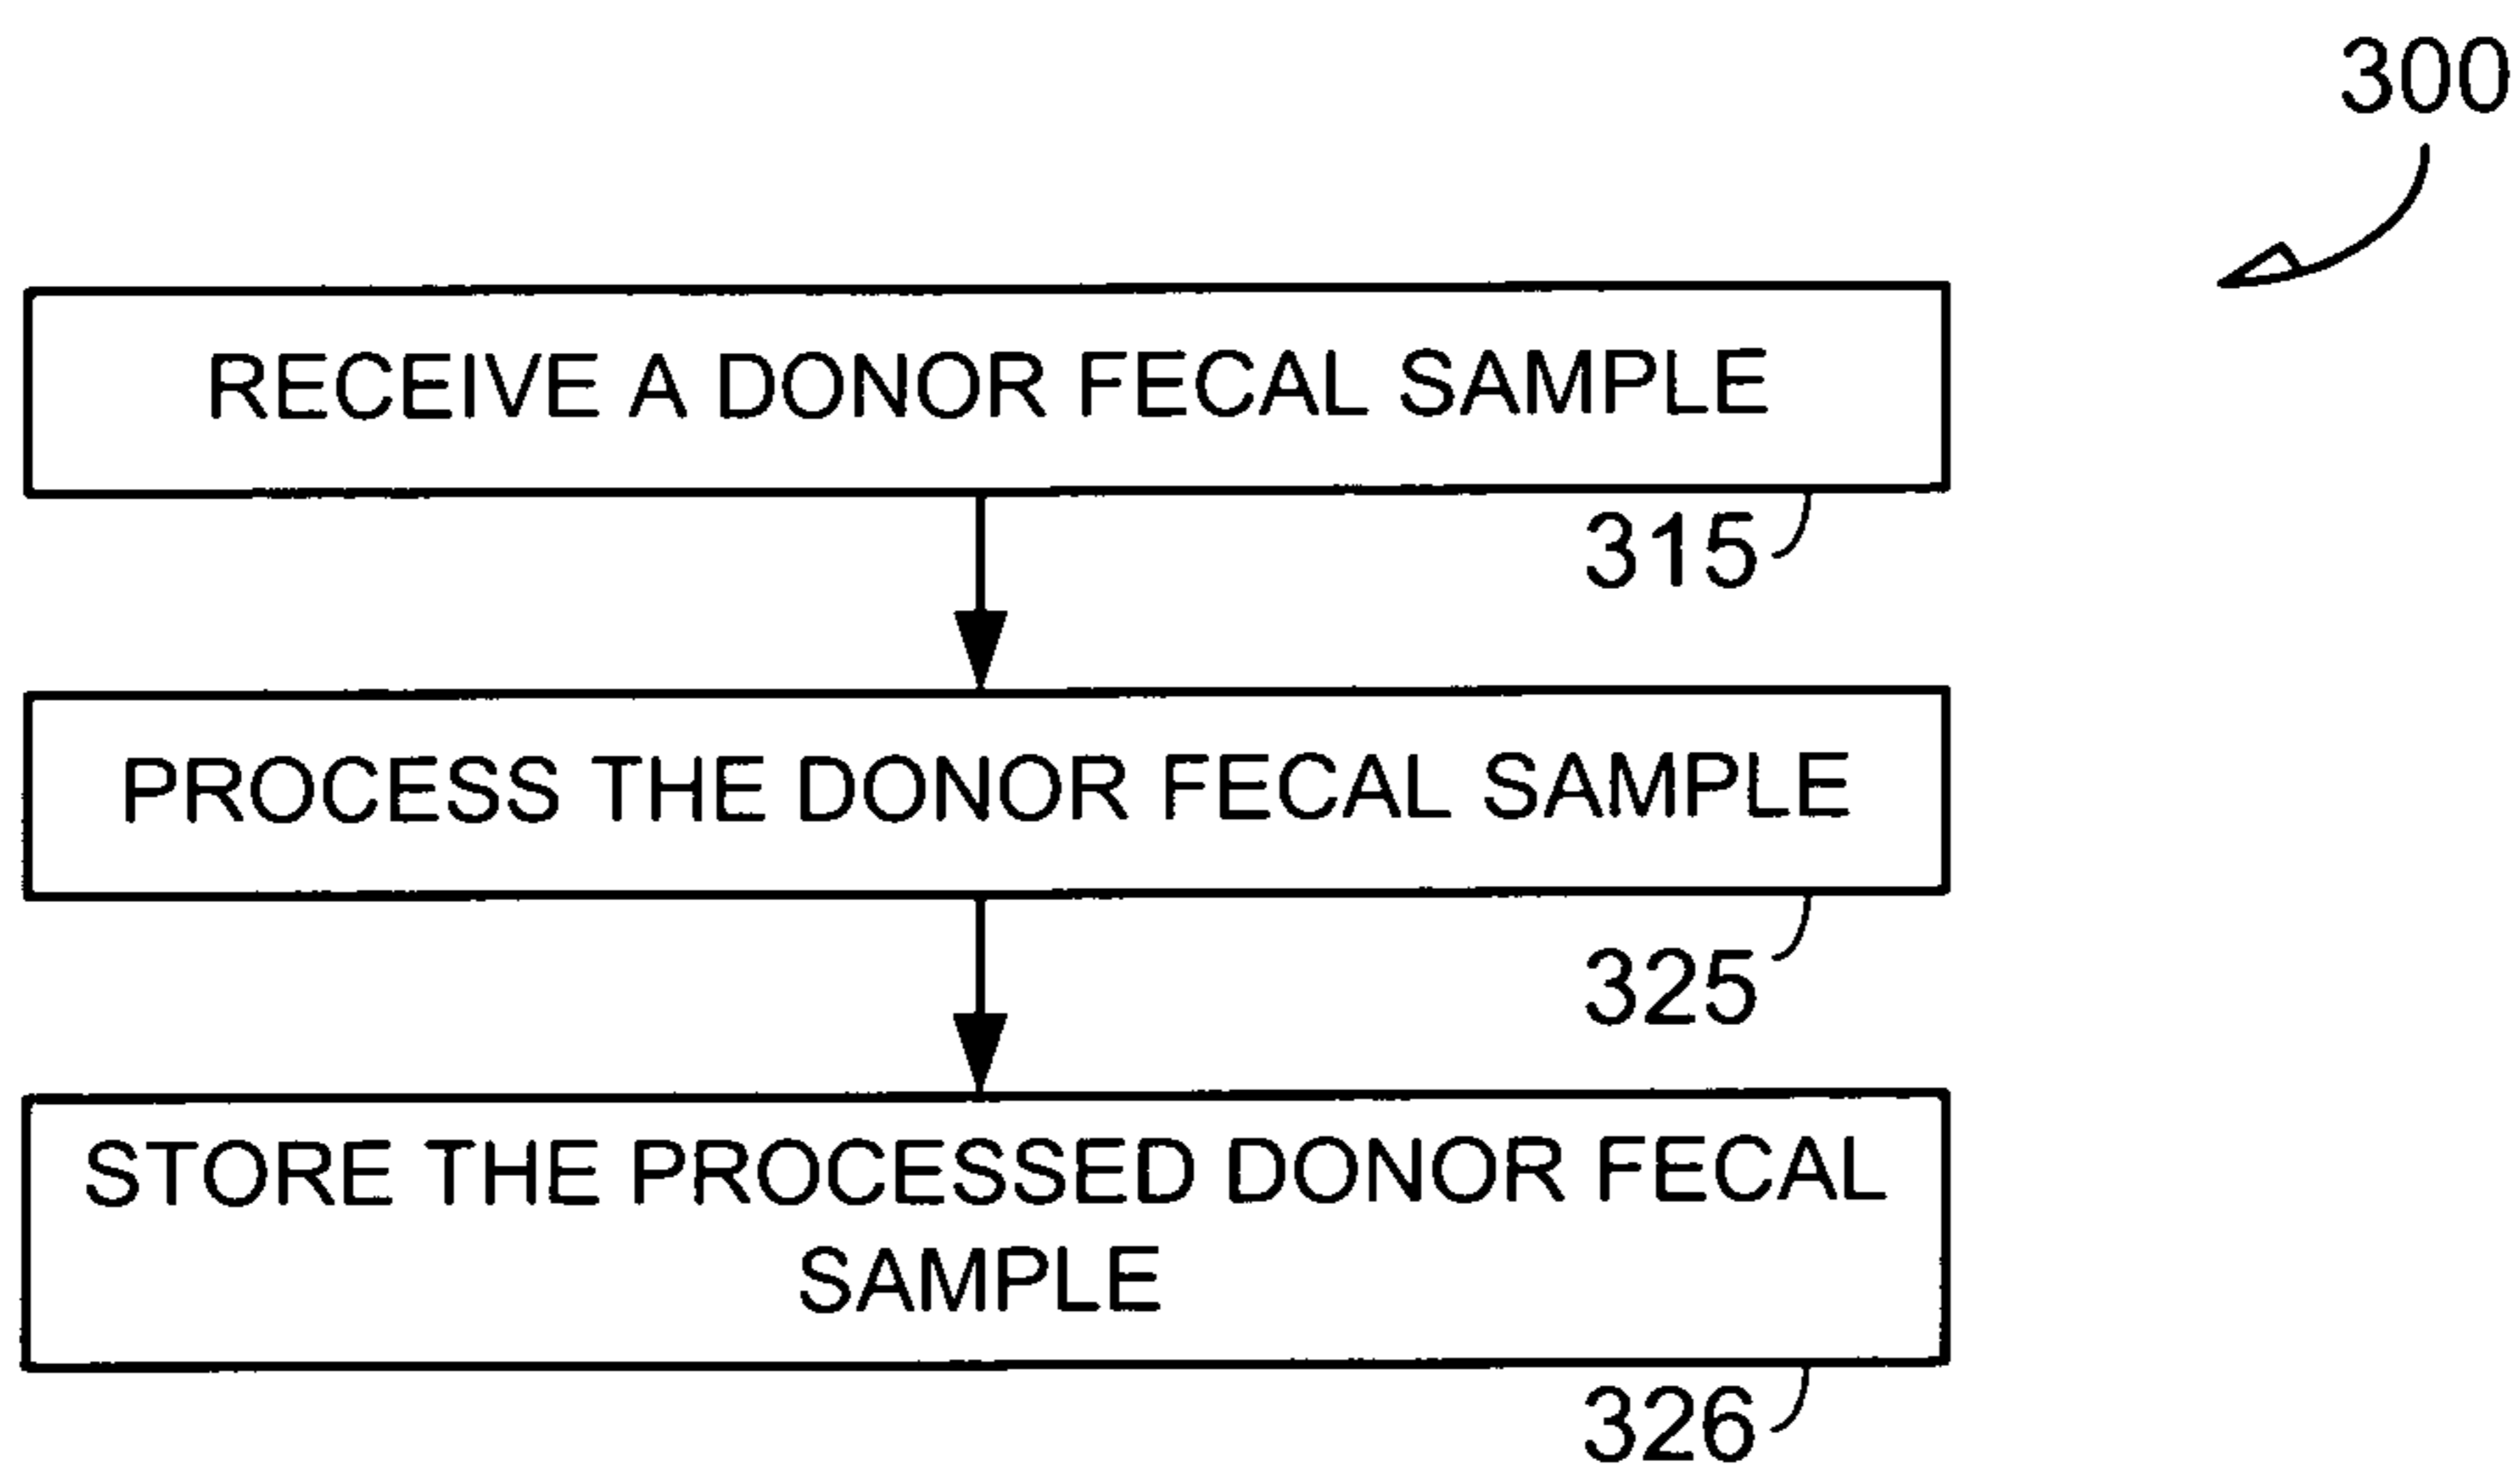 300
RECEIVE A DONOR FECAL SAMPLE
315
PROCESS THE DONOR FECAL SAMPLE
325
STORE THE PROCESSED DONOR FECAL
SAMPLE
326